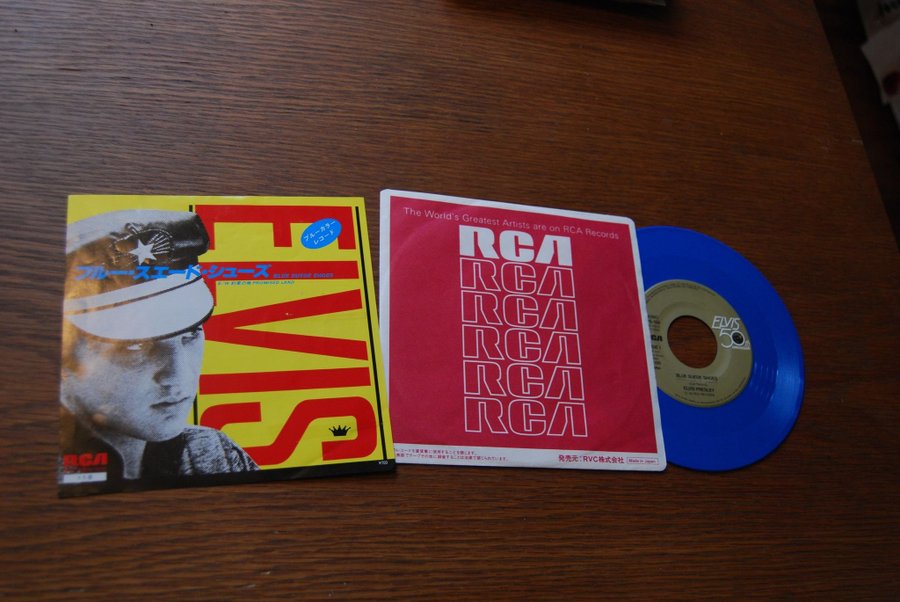 ELVIS
ブルーカラー
レコード
ブルー・スエード・シューズ BLUE SUEDE SHOES
PROMISED LAND
RCA
¥700
The World's Greatest Artists are on RCA Records
RCA
RCA
RCA
RCA
RCA
RCA
発売元：RVC株式会社 Made in Japan
ELVIS
50
RCA
BLUE SUEDE SHOES
ELVIS PRESLEY